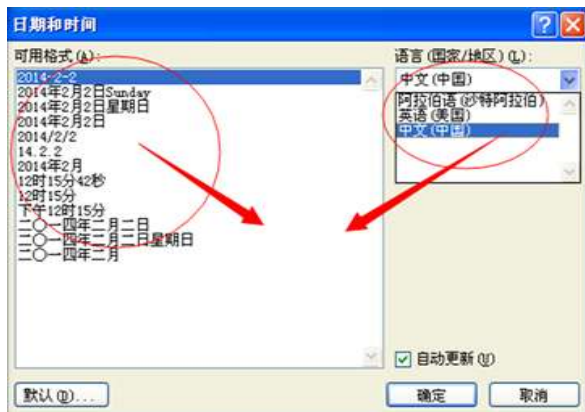 日期和时间
可用格式(A):
2014-2-2
2014年2月2日Sunday
2014年2月2日星期日
2014年2月2日
2014/2/2
14.2.2
2014年2月
12时15分42秒
12时15分
下午12时15分
二〇一四年二月二日
二〇一四年二月二日星期日
二〇一四年二月
语言(国家/地区)(L):
中文(中国)
阿拉伯语(沙特阿拉伯)
英语(美国)
中文(中国)
自动更新(U)
默认(D)...
确定
取消